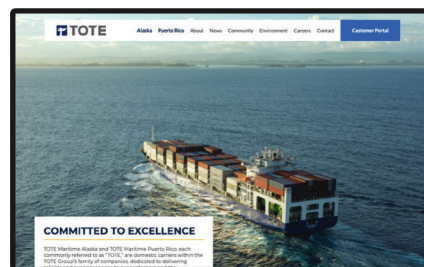 TOTE
Alaska Puerto Rico About News Community Environment Careers Contact Customer Portal
COMMITTED TO EXCELLENCE
TOTE Maritime Alaska and TOTE Maritime Puerto Rico, each
commonly referred to as "TOTE," are domestic carriers within the
TOTE Group's family of companies, dedicated to delivering